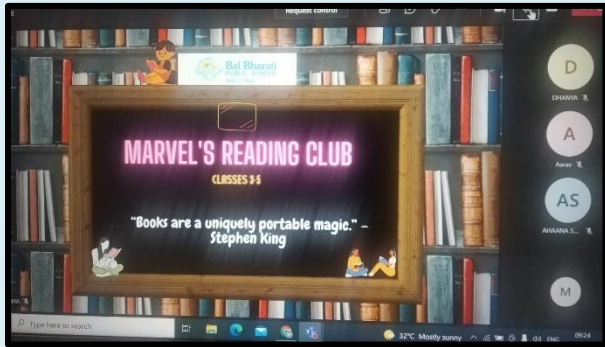 Request control
Bal Bharati
PUBLIC SCHOOL
MARVEL'S READING CLUB
CLASSES 3-5
“Books are a uniquely portable magic.” –
Stephen King
D
DHANYA
A
Aarav
AS
AHAANA S...
M
Type here to search
32°C Mostly sunny
ENG
09:24